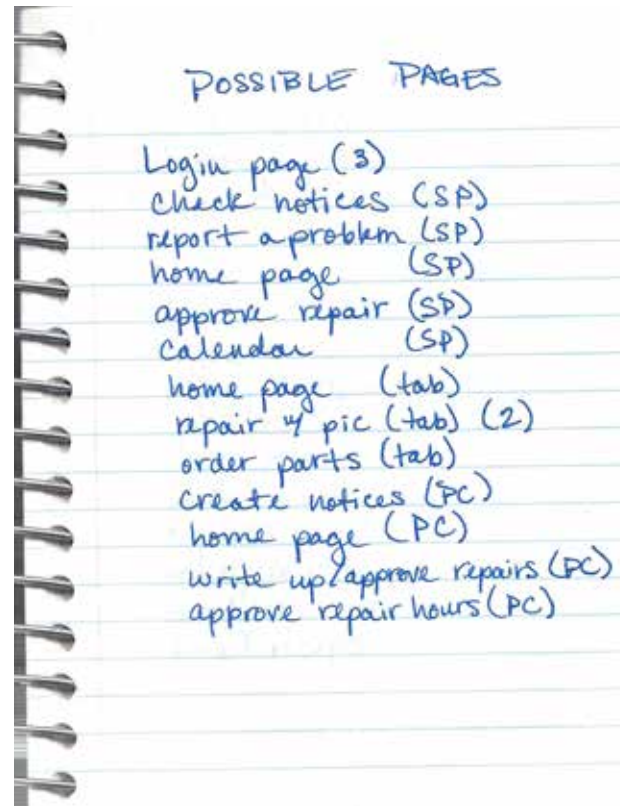 POSSIBLE PAGES
Login page (3)
check notices (SP)
report a problem (SP)
home page (SP)
approve repair (SP)
calendar (SP)
home page (tab)
repair w/ pic (tab) (2)
order parts (tab)
create notices (PC)
home page (PC)
write up/approve repairs (PC)
approve repair hours (PC)